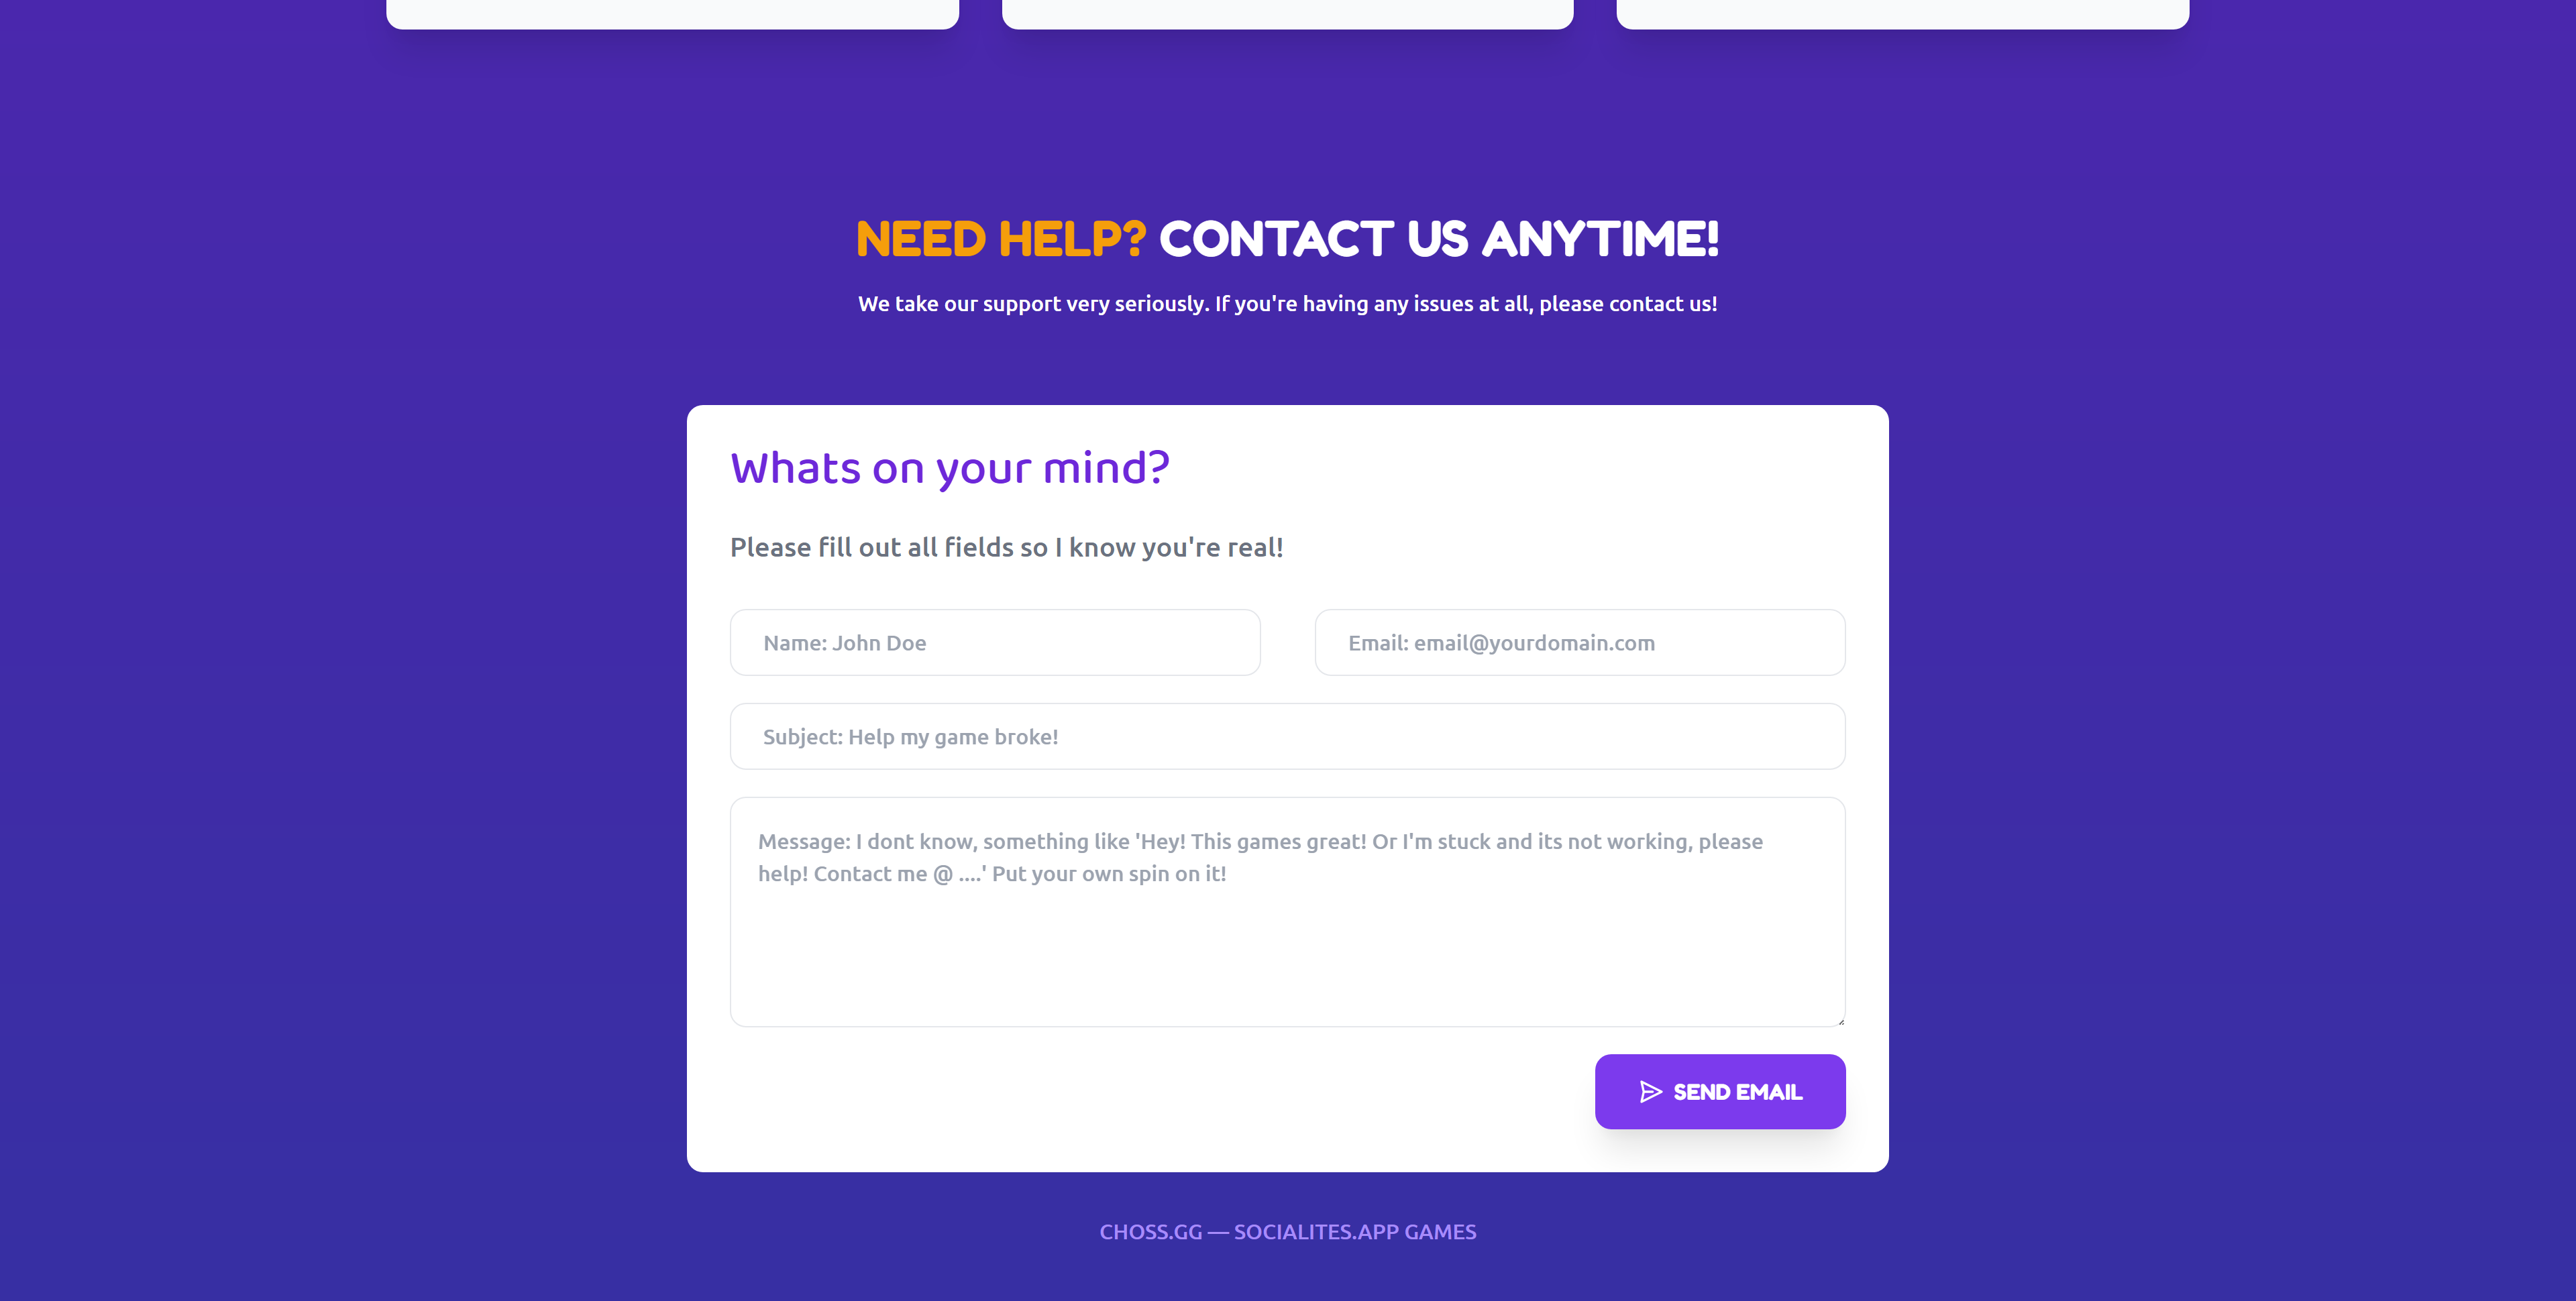 NEED HELP? CONTACT US ANYTIME!
We take our support very seriously. If you're having any issues at all, please contact us!
Whats on your mind?
Please fill out all fields so I know you're real!
Name: John Doe
Email: email@yourdomain.com
Subject: Help my game broke!
Message: I dont know, something like 'Hey! This games great! Or I'm stuck and its not working, please
help! Contact me @ ....' Put your own spin on it!
SEND EMAIL
CHOSS.GG — SOCIALITES.APP GAMES